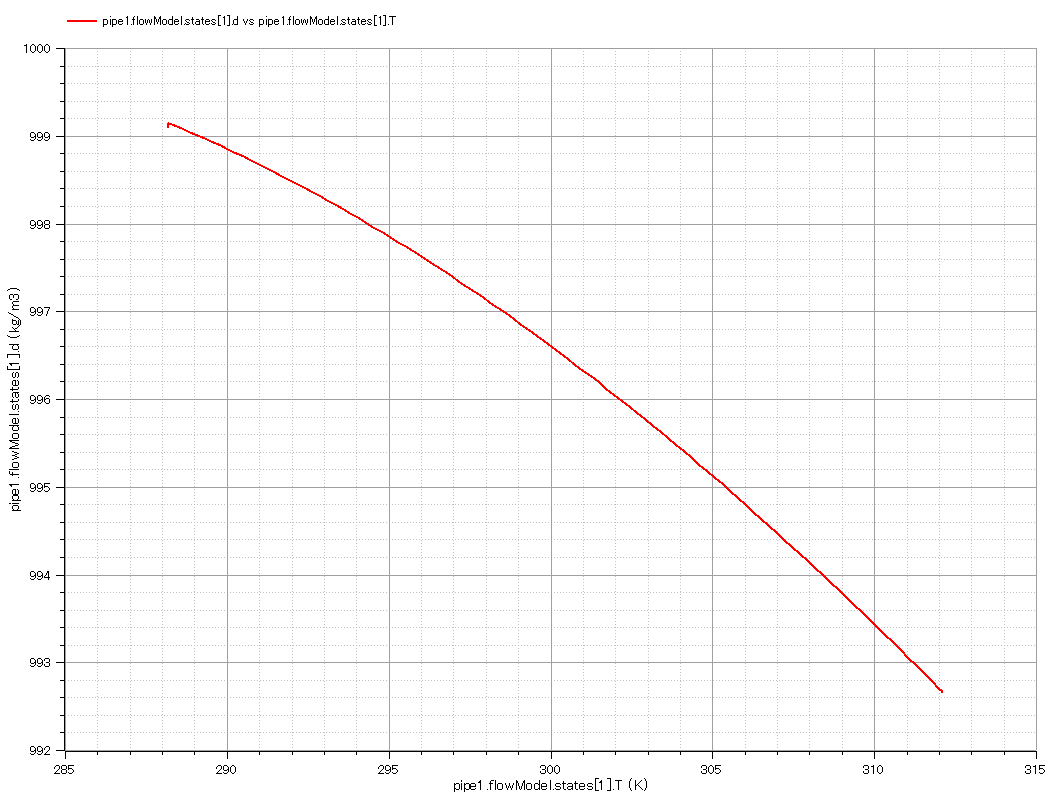 pipe1.flowModel.states[1].d vs pipe1.flowModel.states[1].T
1000
999
998
997
996
995
994
993
992
pipe1.flowModel.states[1].d (kg/m3)
285 290 295 300 305 310 315
pipe1.flowModel.states[1].T (K)